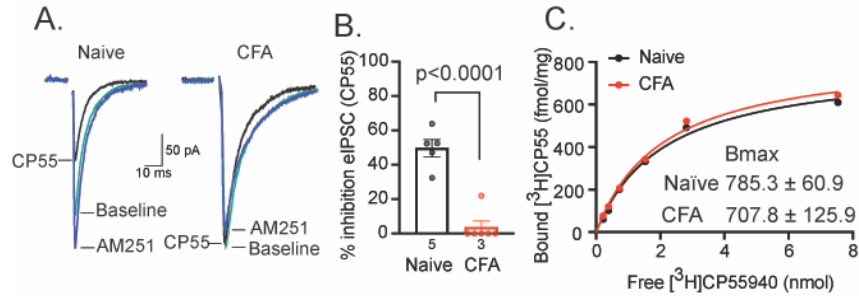 A.
Naive
CFA
CP55
50 pA
10 ms
Baseline
AM251
CP55
AM251
Baseline
B.
% inhibition eIPSC (CP55)
100
80
60
40
20
0
p<0.0001
5
3
Naive
CFA
C.
Bound [³H]CP55 (fmol/mg)
800
600
400
200
0
Naive
CFA
Bmax
Naïve 785.3 ± 60.9
CFA 707.8 ± 125.9
0
2
4
6
8
Free [³H]CP55940 (nmol)